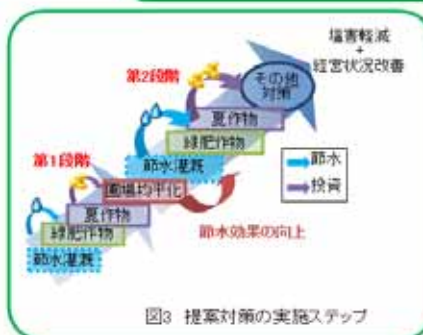 塩害軽減
+
経営状況改善
第2段階
その他
対策
夏作物
緑肥作物
節水灌漑
第1段階
圃場均平化
夏作物
緑肥作物
節水灌漑
節水
投資
節水効果の向上
図3 提案対策の実施ステップ